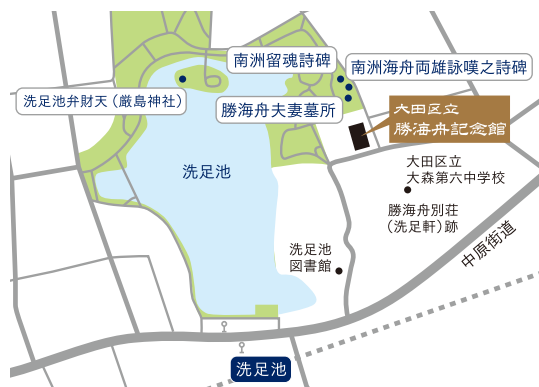 南洲留魂詩碑
南洲海舟両雄詠嘆之詩碑
洗足池弁財天（厳島神社）
勝海舟夫妻墓所
大田区立
勝海舟記念館
洗足池
大田区立
大森第六中学校
勝海舟別荘
（洗足軒）跡
中原街道
洗足池
図書館
洗足池